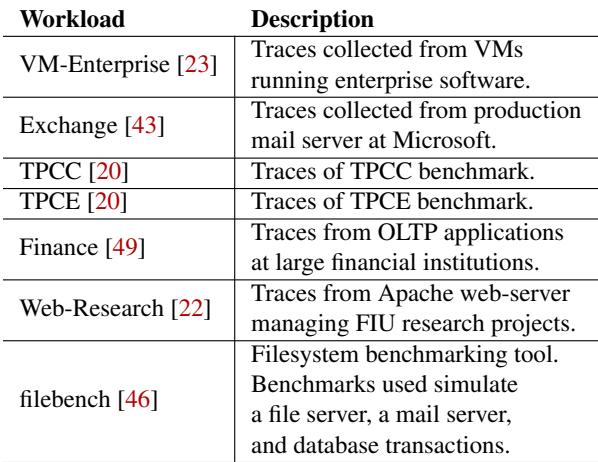 Workload Description
VM-Enterprise [23] Traces collected from VMs
running enterprise software.
Exchange [43] Traces collected from production
mail server at Microsoft.
TPCC [20] Traces of TPCC benchmark.
TPCE [20] Traces of TPCE benchmark.
Finance [49] Traces from OLTP applications
at large financial institutions.
Web-Research [22] Traces from Apache web-server
managing FIU research projects.
filebench [46] Filesystem benchmarking tool.
Benchmarks used simulate
a file server, a mail server,
and database transactions.